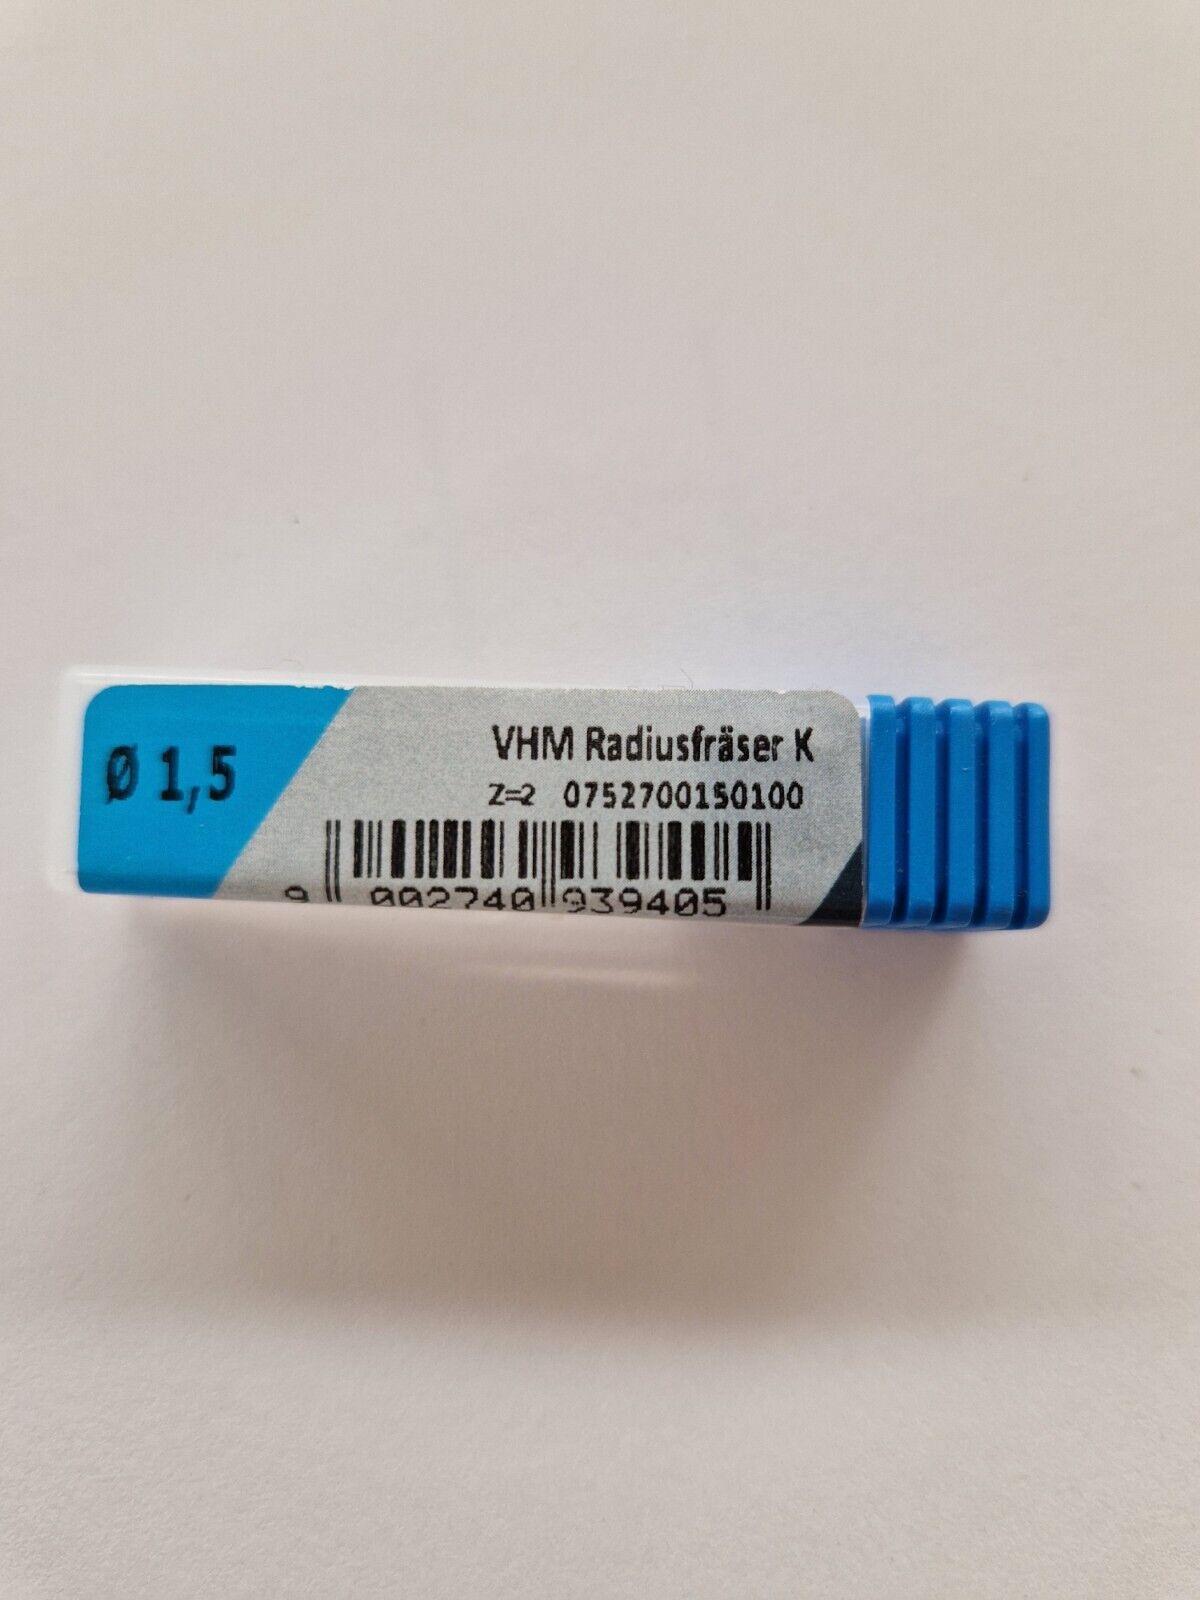 Ø 1,5
VHM Radiusfräser K
Z=2 0752700150100
9 002740 939405